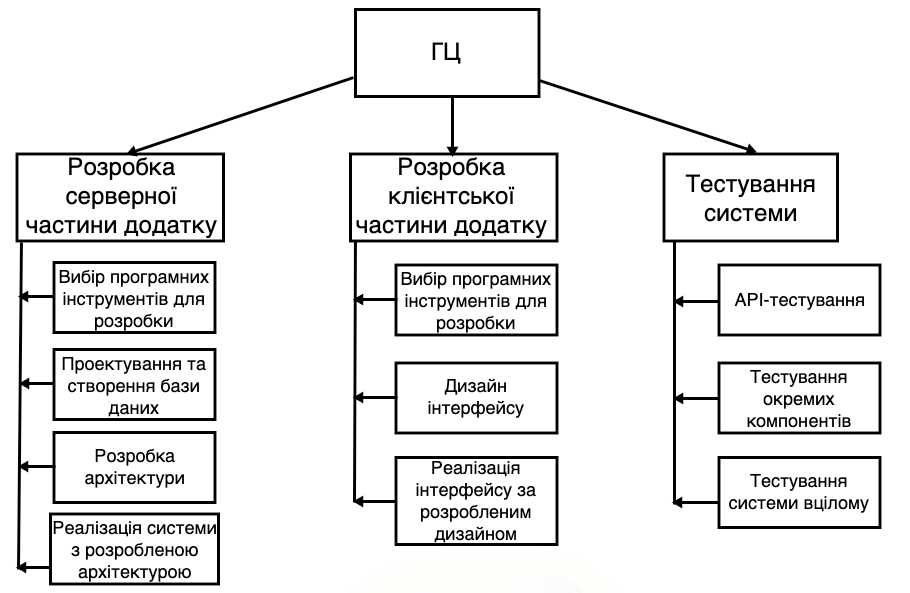 ГЦ
Розробка
серверної
частини додатку
Вибір програмних
інструментів для
розробки
Проектування та
створення бази
даних
Розробка
архітектури
Реалізація системи
з розробленою
архітектурою
Розробка
клієнтської
частини додатку
Вибір програмних
інструментів для
розробки
Дизайн
інтерфейсу
Реалізація
інтерфейсу за
розробленим
дизайном
Тестування
системи
API-тестування
Тестування
окремих
компонентів
Тестування
системи вцілому